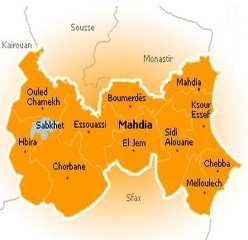 Sousse
Kairouan
Monastir
Mahdia
Ouled
Chamekh
Boumerdès
Ksour
Essef
Sabkhet
Essouassi
Mahdia
Sidi
Alouane
Hbira
El Jem
Chorbane
Chebba
Melloulech
Sfax